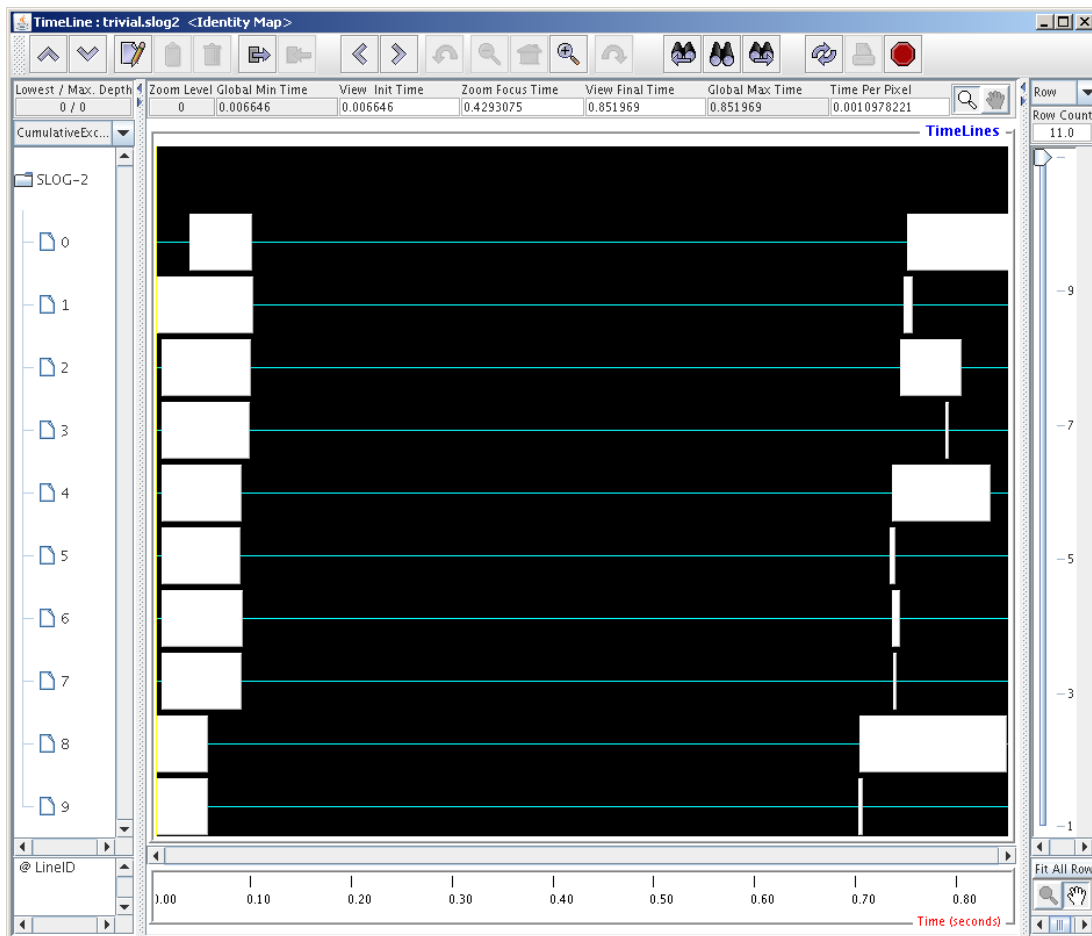 TimeLine : trivial.slog2 <Identity Map>
Lowest / Max. Depth
0 / 0
Zoom Level Global Min Time View Init Time Zoom Focus Time View Final Time Global Max Time Time Per Pixel
0 0.006646 0.006646 0.4293075 0.851969 0.851969 0.0010978221
Row
Row Count
11.0
CumulativeExc...
TimeLines
SLOG-2
0
1
2
3
4
5
6
7
8
9
9
7
5
3
1
@ LineID
Fit All Row
0.10 0.20 0.30 0.40 0.50 0.60 0.70 0.80
Time (seconds)